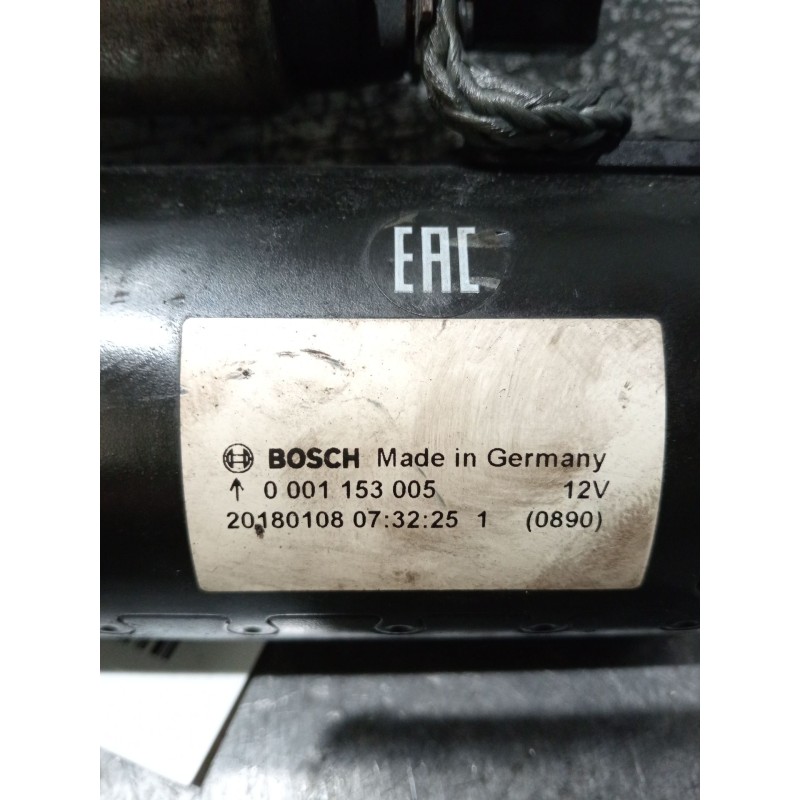 EAC
BOSCH Made in Germany
↑ 0 001 153 005 12V
20180108 07:32:25 1 (0890)